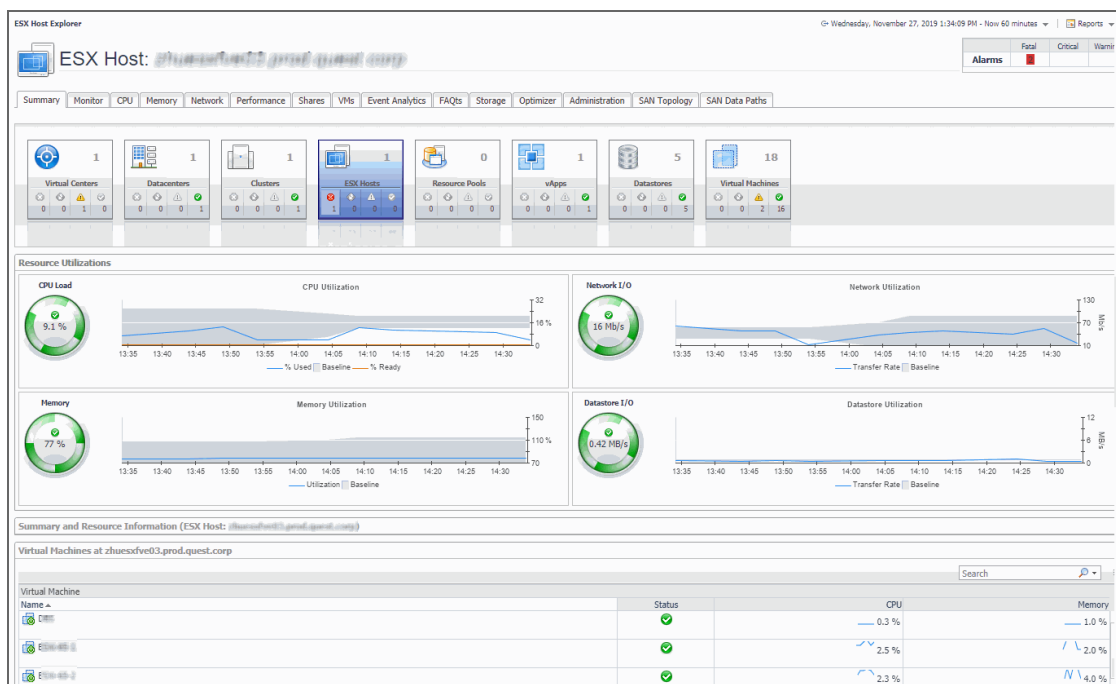 ESX Host Explorer
Wednesday, November 27, 2019 1:34:09 PM - Now 60 minutes
Reports
ESX Host:
Fatal Critical Warnin
Alarms
Summary Monitor CPU Memory Network Performance Shares VMs Event Analytics FAQts Storage Optimizer Administration SAN Topology SAN Data Paths
1 1 1 1 0 1 5 18
Virtual Centers Datacenters Clusters ESX Hosts Resource Pools vApps Datastores Virtual Machines
0 0 1 0 0 0 0 1 0 0 0 1 1 0 0 0 0 0 0 0 0 0 0 1 0 0 0 5 0 0 2 16
Resource Utilizations
CPU Load
9.1 %
CPU Utilization
32
16 %
0
13:35 13:40 13:45 13:50 13:55 14:00 14:05 14:10 14:15 14:20 14:25 14:30
% Used Baseline % Ready
Network I/O
16 Mb/s
Network Utilization
130
70
10
Mb/s
13:35 13:40 13:45 13:50 13:55 14:00 14:05 14:10 14:15 14:20 14:25 14:30
Transfer Rate Baseline
Memory
77 %
Memory Utilization
150
110 %
70
13:35 13:40 13:45 13:50 13:55 14:00 14:05 14:10 14:15 14:20 14:25 14:30
Utilization Baseline
Datastore I/O
0.42 MB/s
Datastore Utilization
12
6
0
MB/s
13:35 13:40 13:45 13:50 13:55 14:00 14:05 14:10 14:15 14:20 14:25 14:30
Transfer Rate Baseline
Summary and Resource Information (ESX Host:
Virtual Machines at zhuesxfve03.prod.quest.corp
Search
Virtual Machine
Name Status CPU Memory
0.3 % 1.0 %
2.5 % 2.0 %
2.3 % 4.0 %